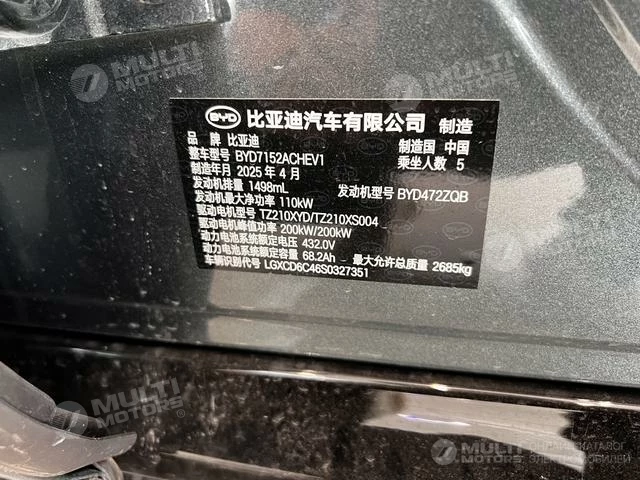 BYD 比亚迪汽车有限公司 制造
品 牌 比亚迪 制造国 中国
整车型号 BYD7152ACHEV1 乘坐人数 5
制造年月 2025 年 4 月
发动机排量 1498mL 发动机型号 BYD472ZQB
发动机最大净功率 110kW
驱动电机型号 TZ210XYD/TZ210XS004
驱动电机峰值功率 200kW/200kW
动力电池系统额定电压 432.0V
动力电池系统额定容量 68.2Ah 最大允许总质量 2685kg
车辆识别代号 LGXCD6C46S0327351
MULTI MOTORS
MULTI MOTORS
MULTI MOTORS
MULTI MOTORS